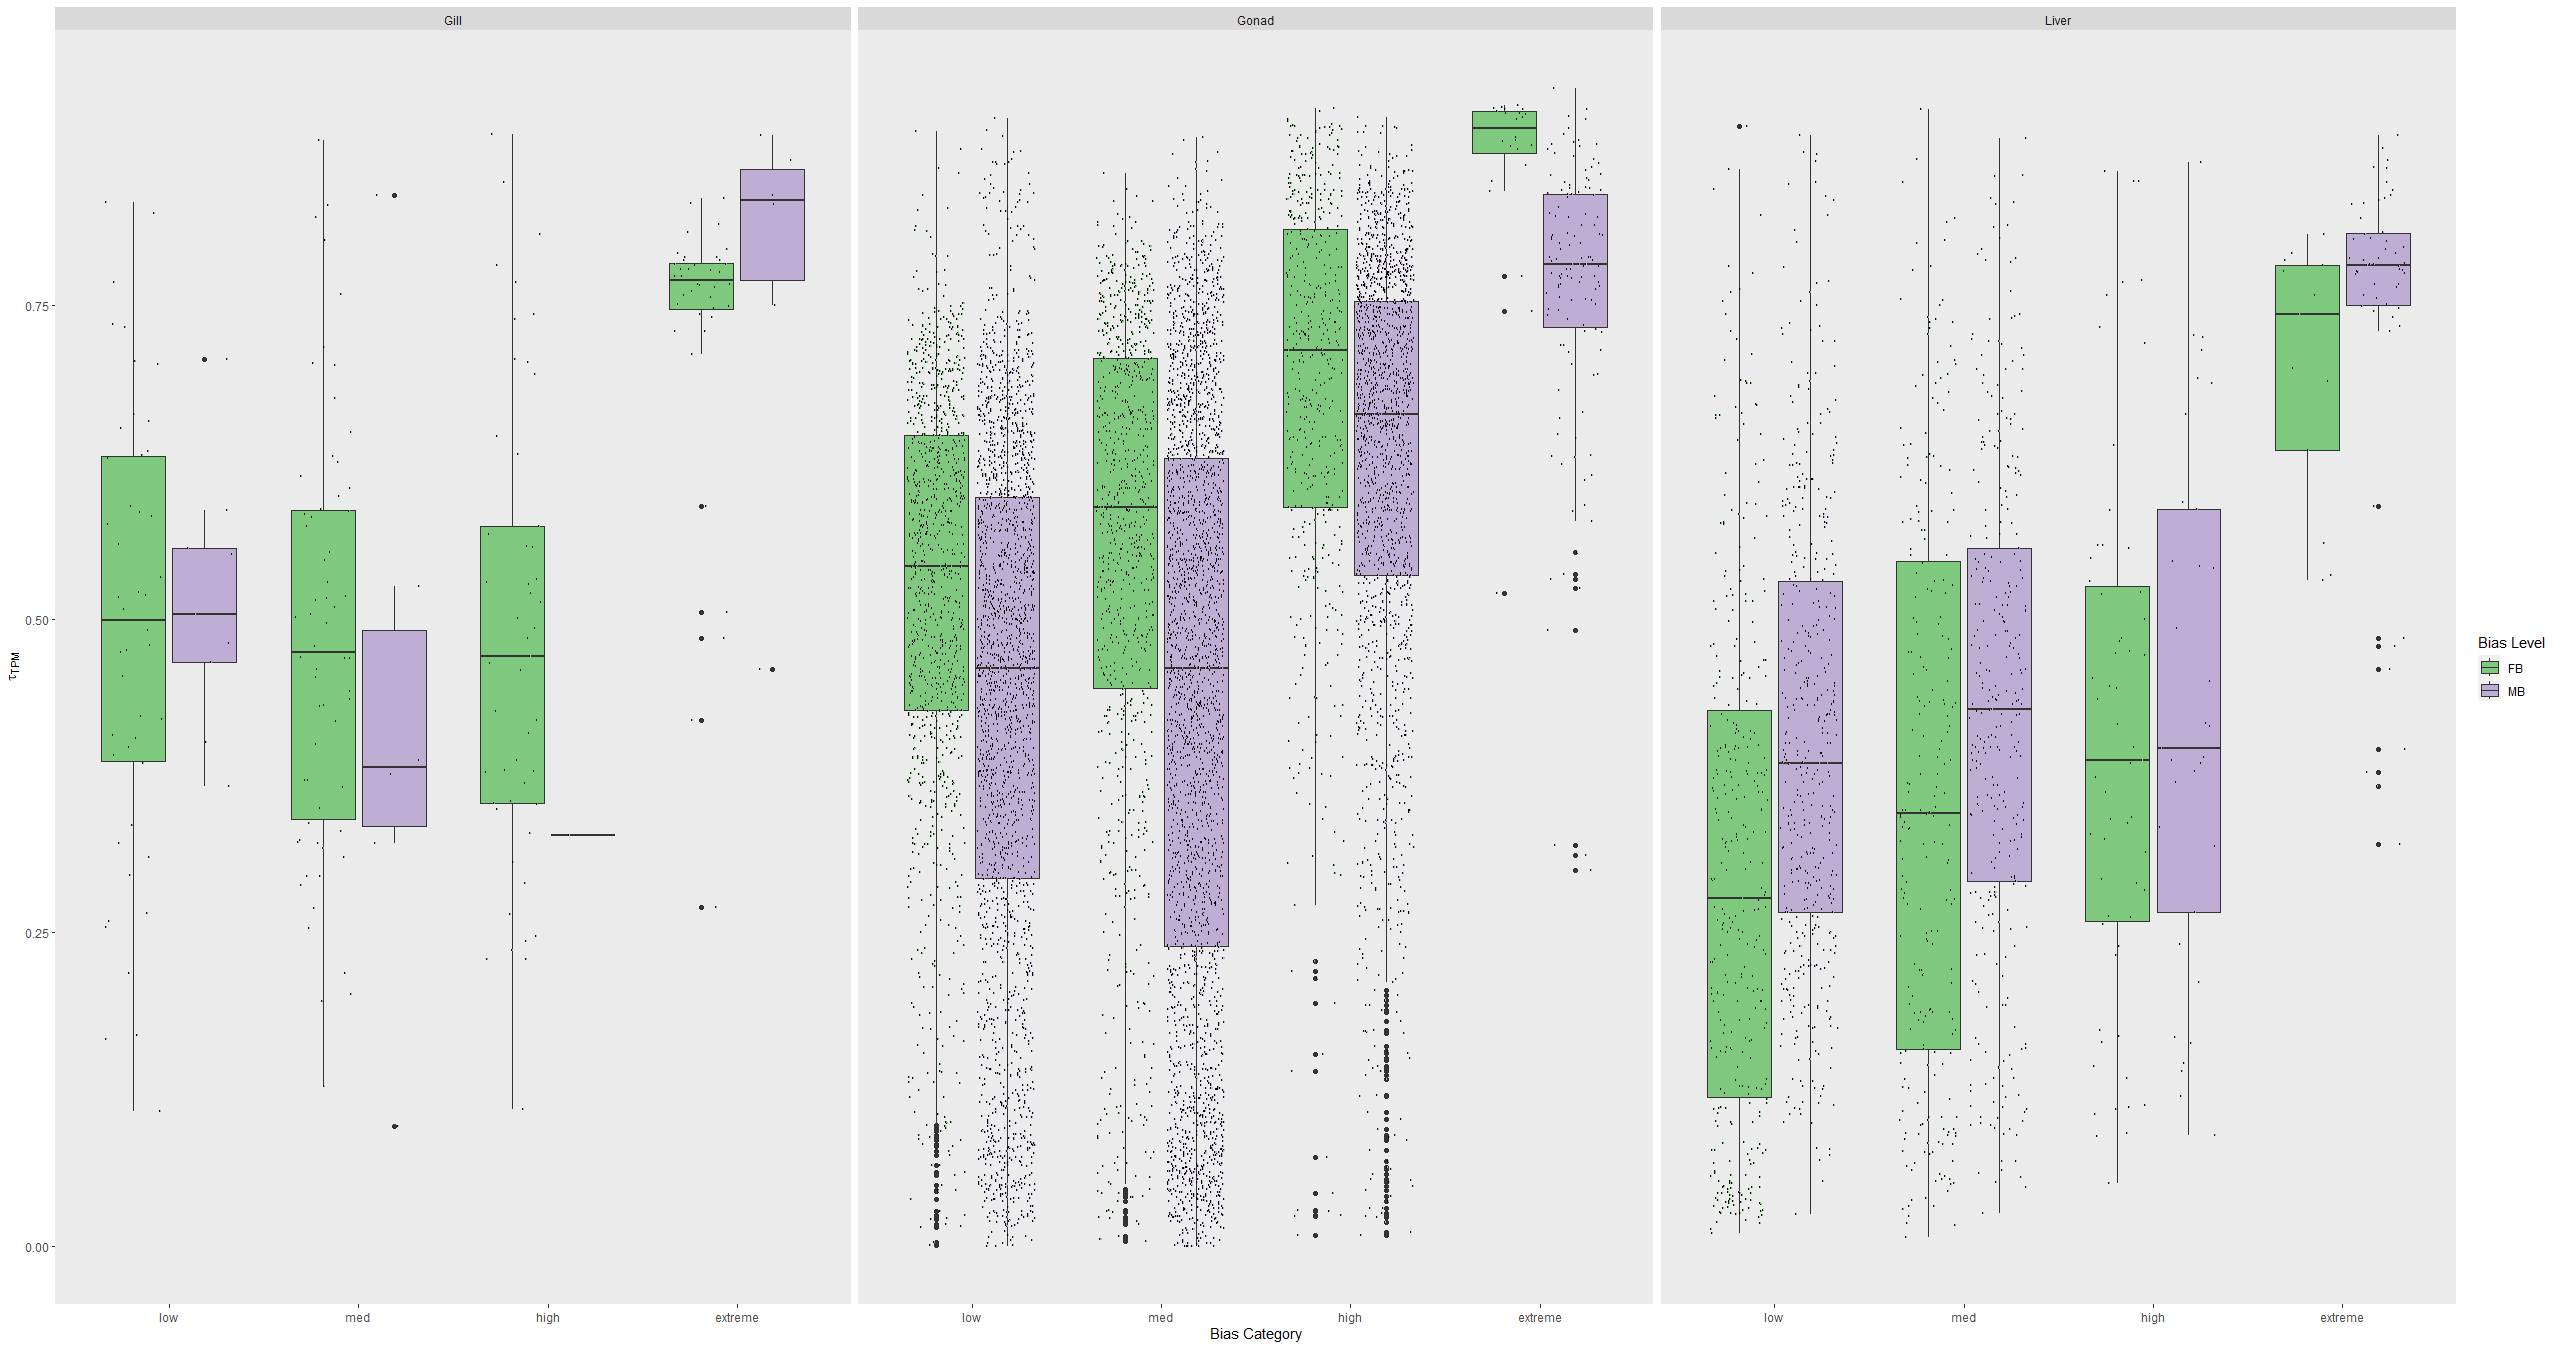 Gill
Gonad
Liver
τTPM
0.75
0.50
0.25
0.00
low
med
high
extreme
low
med
high
extreme
low
med
high
extreme
Bias Category
Bias Level
FB
MB